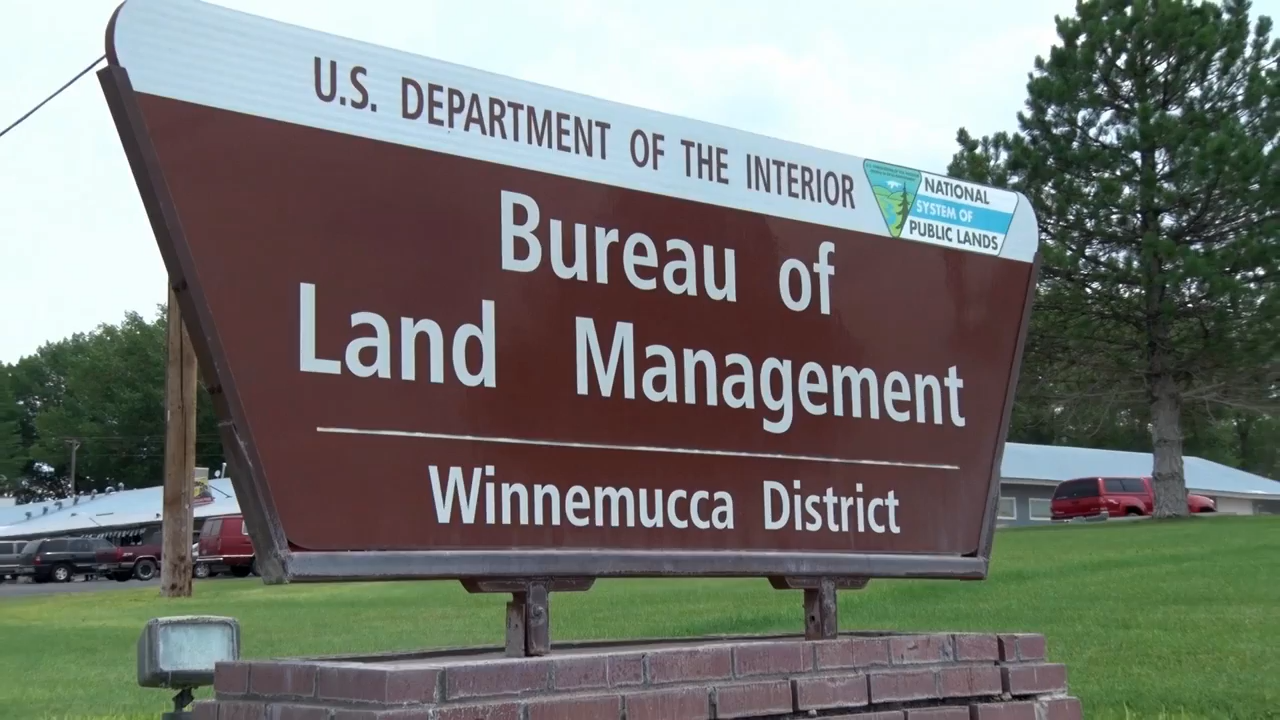 U.S. DEPARTMENT OF THE INTERIOR
NATIONAL
SYSTEM OF
PUBLIC LANDS
Bureau of
Land Management
Winnemucca District